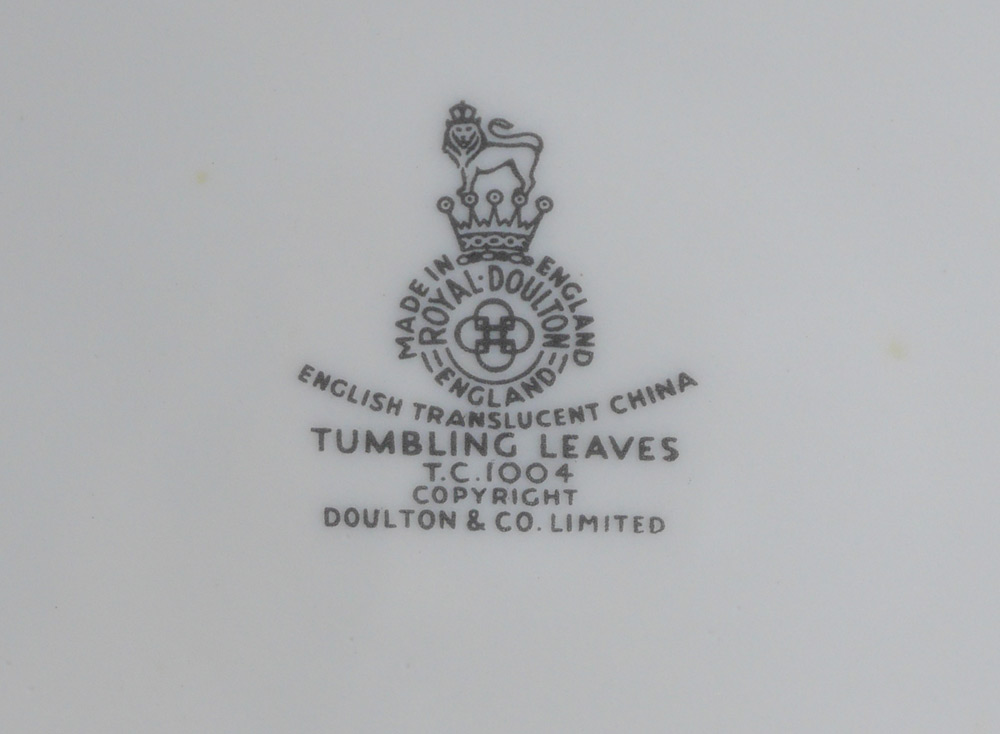 MADE IN ENGLAND
ROYAL·DOULTON
ENGLAND
ENGLISH TRANSLUCENT CHINA
TUMBLING LEAVES
T.C.1004
COPYRIGHT
DOULTON & CO. LIMITED